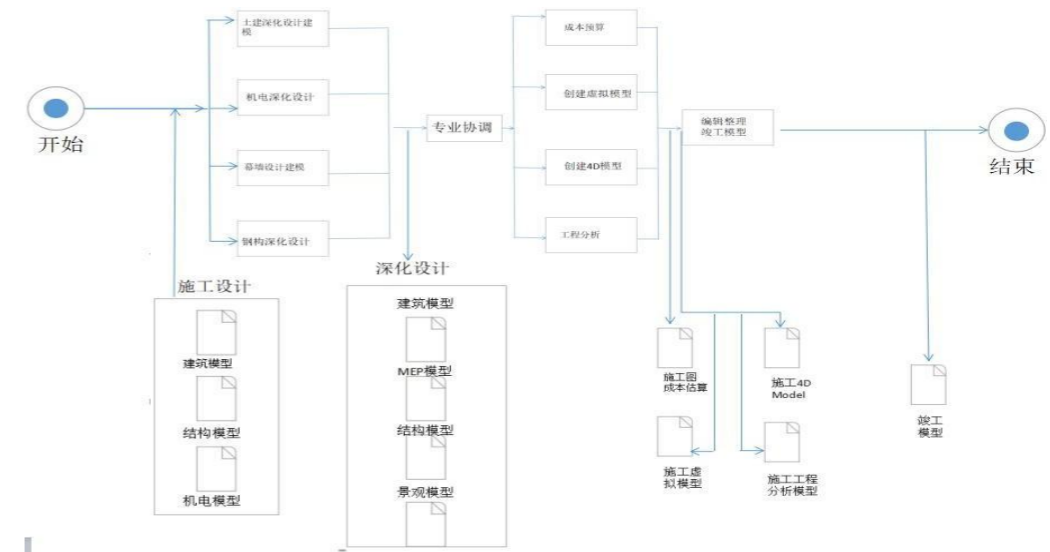 土建深化设计建
模
机电深化设计
幕墙设计建模
钢构深化设计
开始
专业协调
成本预算
创建虚拟模型
创建4D模型
工程分析
编辑整理
竣工模型
结束
施工设计
建筑模型
结构模型
机电模型
深化设计
建筑模型
MEP模型
结构模型
景观模型
施工图
成本估算
施工4D
Model
施工虚
拟模型
施工工程
分析模型
竣工
模型